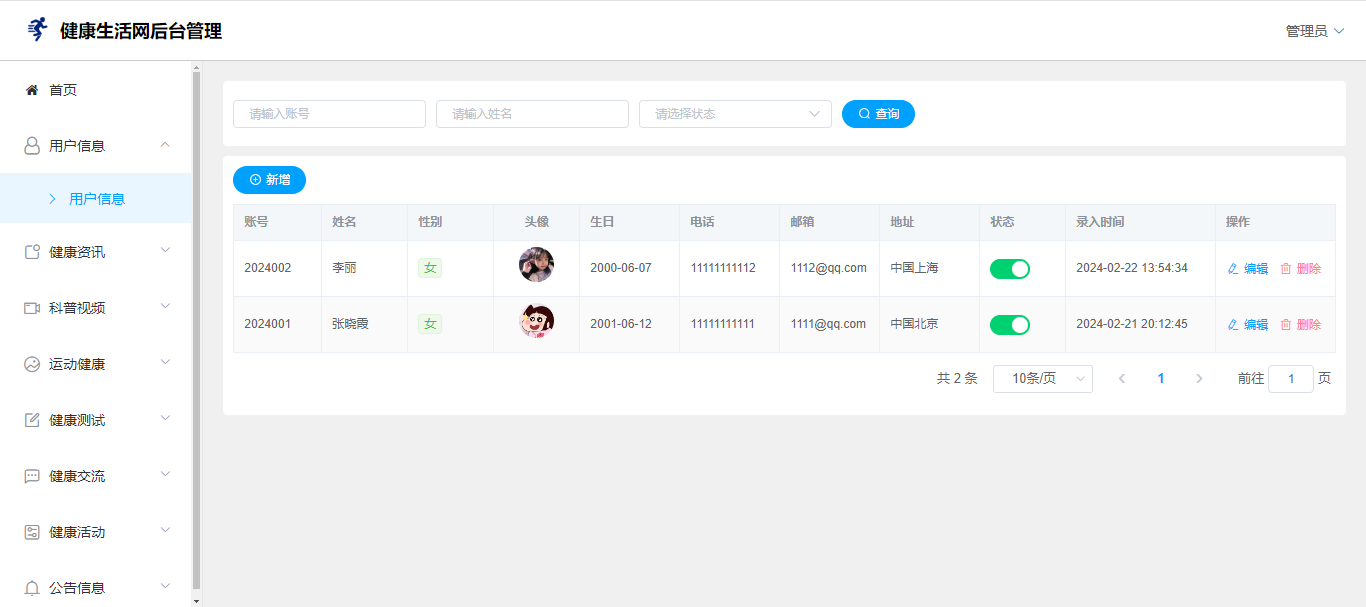 健康生活网后台管理
管理员
首页
用户信息
用户信息
健康资讯
科普视频
运动健康
健康测试
健康交流
健康活动
公告信息
请输入账号 请输入姓名 请选择状态 查询
新增
账号 姓名 性别 头像 生日 电话 邮箱 地址 状态 录入时间 操作
2024002 李丽 女 2000-06-07 11111111112 1112@qq.com 中国上海 2024-02-22 13:54:34 编辑 删除
2024001 张晓霞 女 2001-06-12 11111111111 1111@qq.com 中国北京 2024-02-21 20:12:45 编辑 删除
共 2 条 10条/页 1 前往 1 页